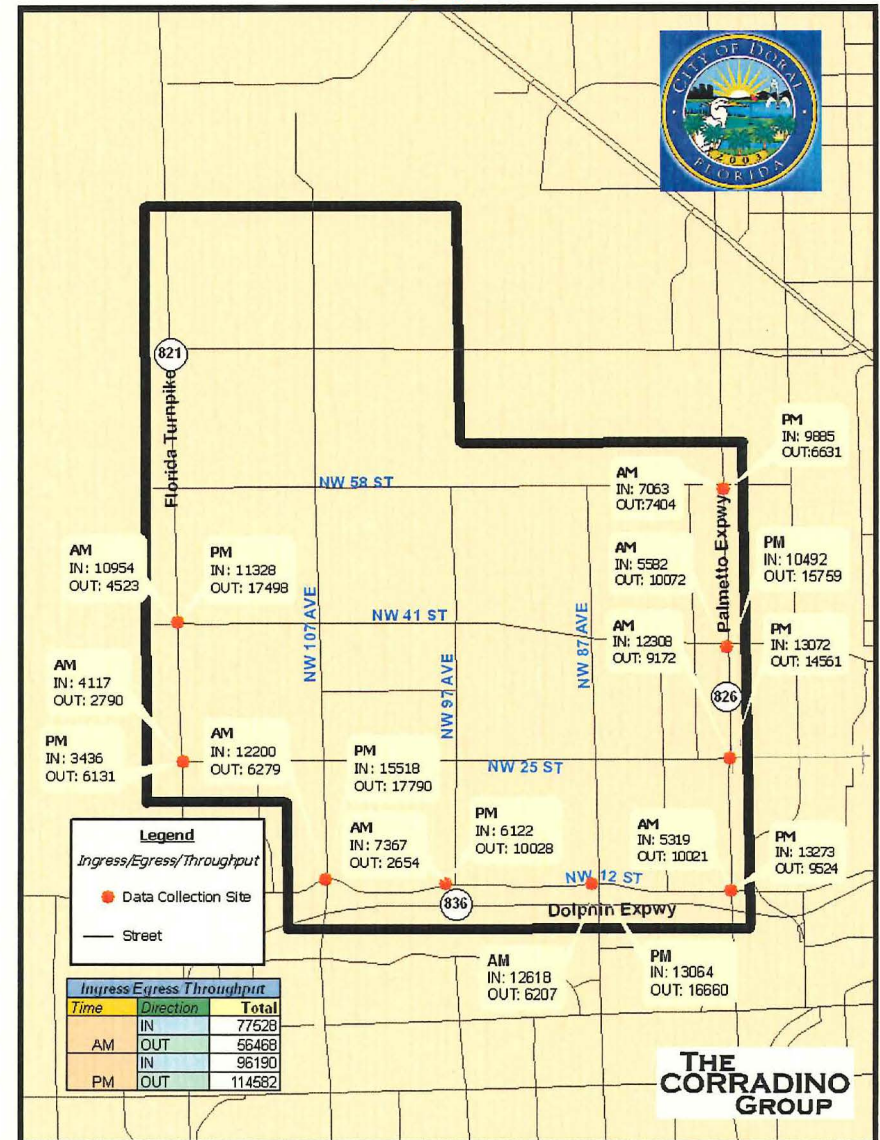 CITY OF DORAL
2003
FLORIDA
821
Florida Turnpike
PM
IN: 9885
OUT:6631
AM
IN: 7063
OUT:7404
NW 58 ST
Palmetto Expwy
AM
IN: 10954
OUT: 4523
PM
IN: 11328
OUT: 17498
AM
IN: 5582
OUT: 10072
PM
IN: 10492
OUT: 15759
NW 41 ST
NW 107 AVE
NW 97 AVE
NW 87 AVE
AM
IN: 12308
OUT: 9172
PM
IN: 13072
OUT: 14561
826
AM
IN: 4117
OUT: 2790
PM
IN: 3436
OUT: 6131
AM
IN: 12200
OUT: 6279
PM
IN: 15518
OUT: 17790
NW 25 ST
AM
IN: 7367
OUT: 2654
PM
IN: 6122
OUT: 10028
AM
IN: 5319
OUT: 10021
PM
IN: 13273
OUT: 9524
NW 12 ST
836
Dolphin Expwy
AM
IN: 12618
OUT: 6207
PM
IN: 13064
OUT: 16660
Legend
Ingress/Egress/Throughput
Data Collection Site
Street
Ingress Egress Throughput
Time Direction Total
IN 77528
AM OUT 56468
IN 96190
PM OUT 114582
THE
CORRADINO
GROUP